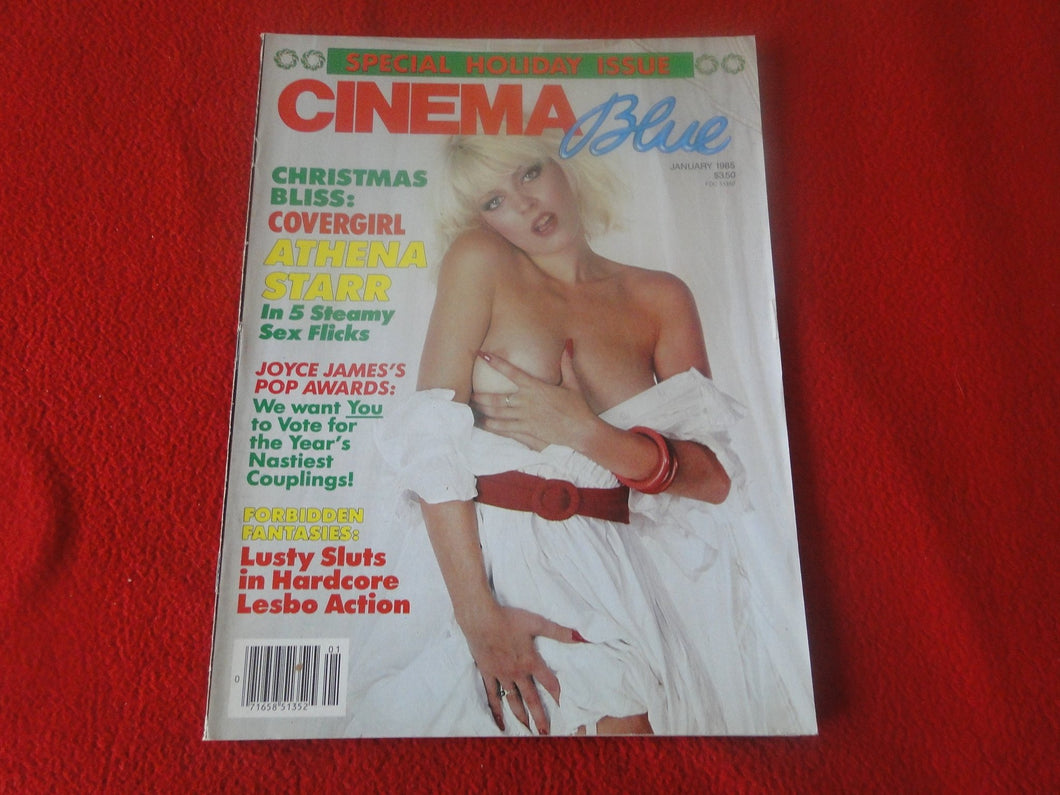 SPECIAL HOLIDAY ISSUE
CINEMA Blue
JANUARY 1985
$3.50
CHRISTMAS
BLISS:
COVERGIRL
ATHENA
STARR
In 5 Steamy
Sex Flicks
JOYCE JAMES'S
POP AWARDS:
We want You
to Vote for
the Year's
Nastiest
Couplings!
FORBIDDEN
FANTASIES:
Lusty Sluts
in Hardcore
Lesbo Action
01
0 71658 51352